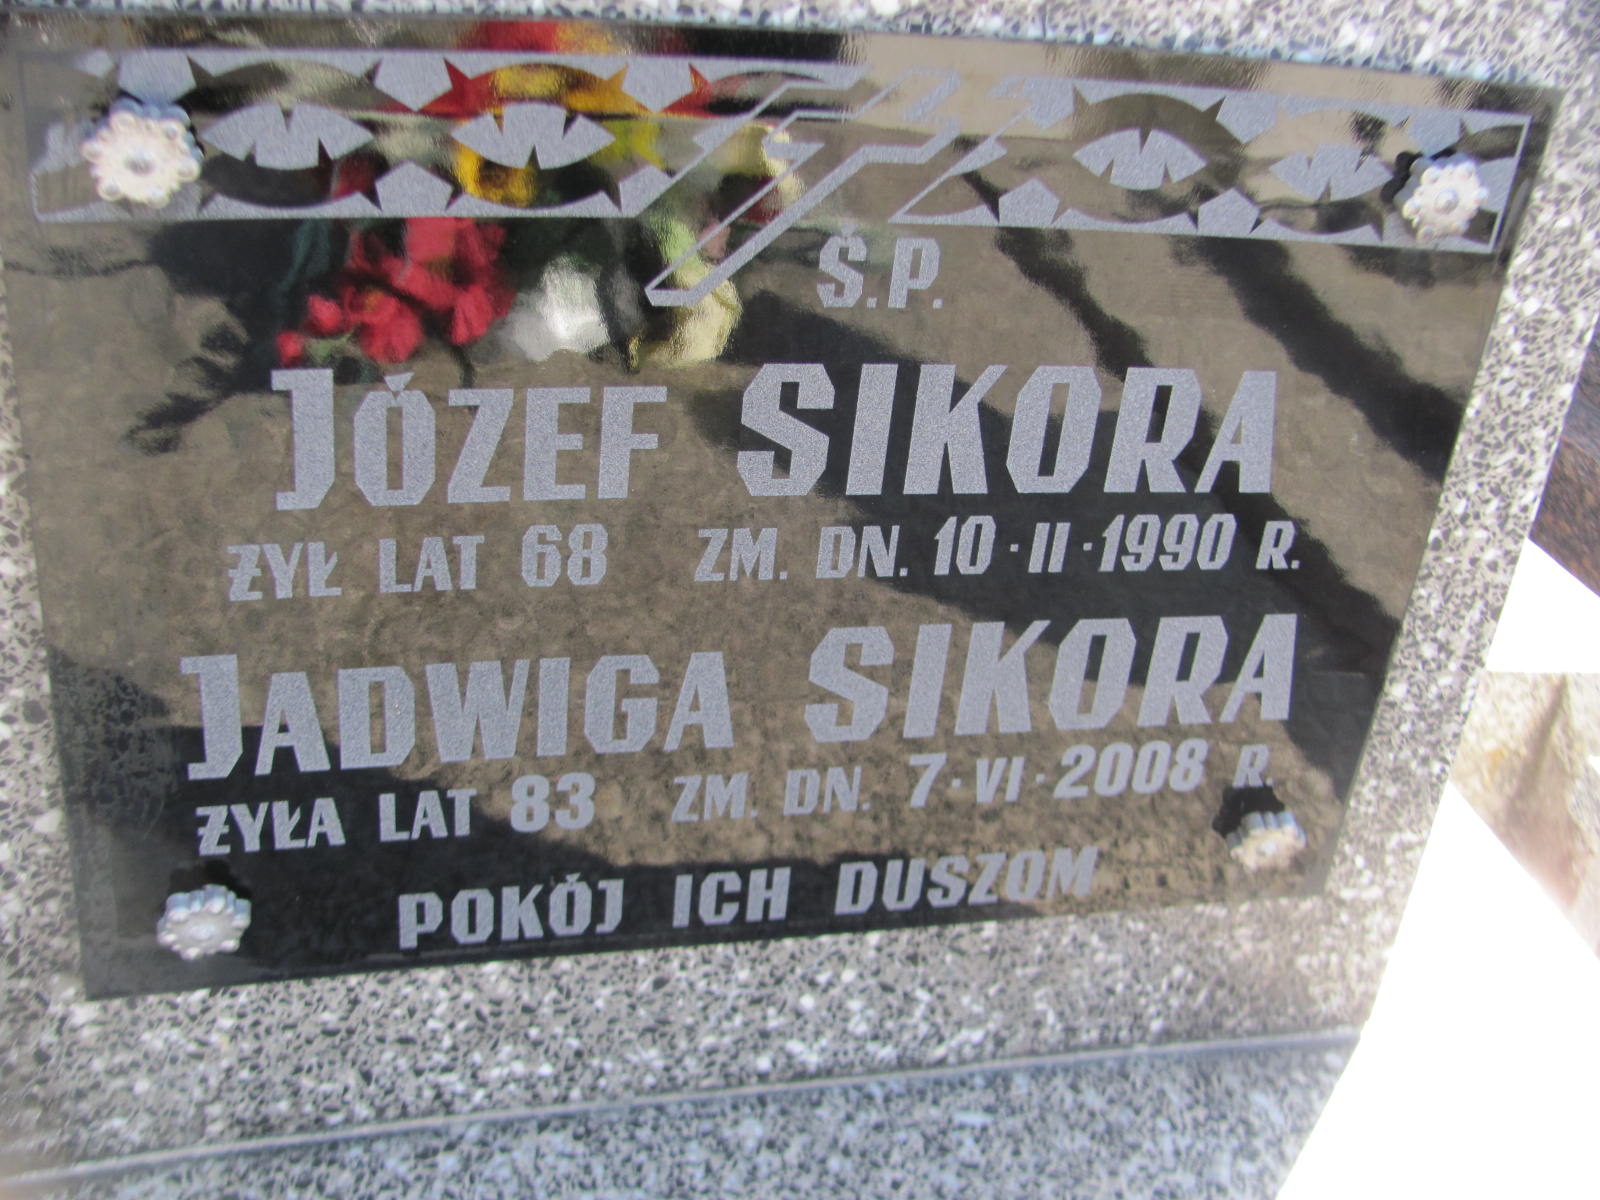 Ś.P.
JÓZEF SIKORA
ŻYŁ LAT 68 ZM. DN. 10·II·1990 R.
JADWIGA SIKORA
ŻYŁA LAT 83 ZM. DN. 7·VI·2008 R.
POKÓJ ICH DUSZOM